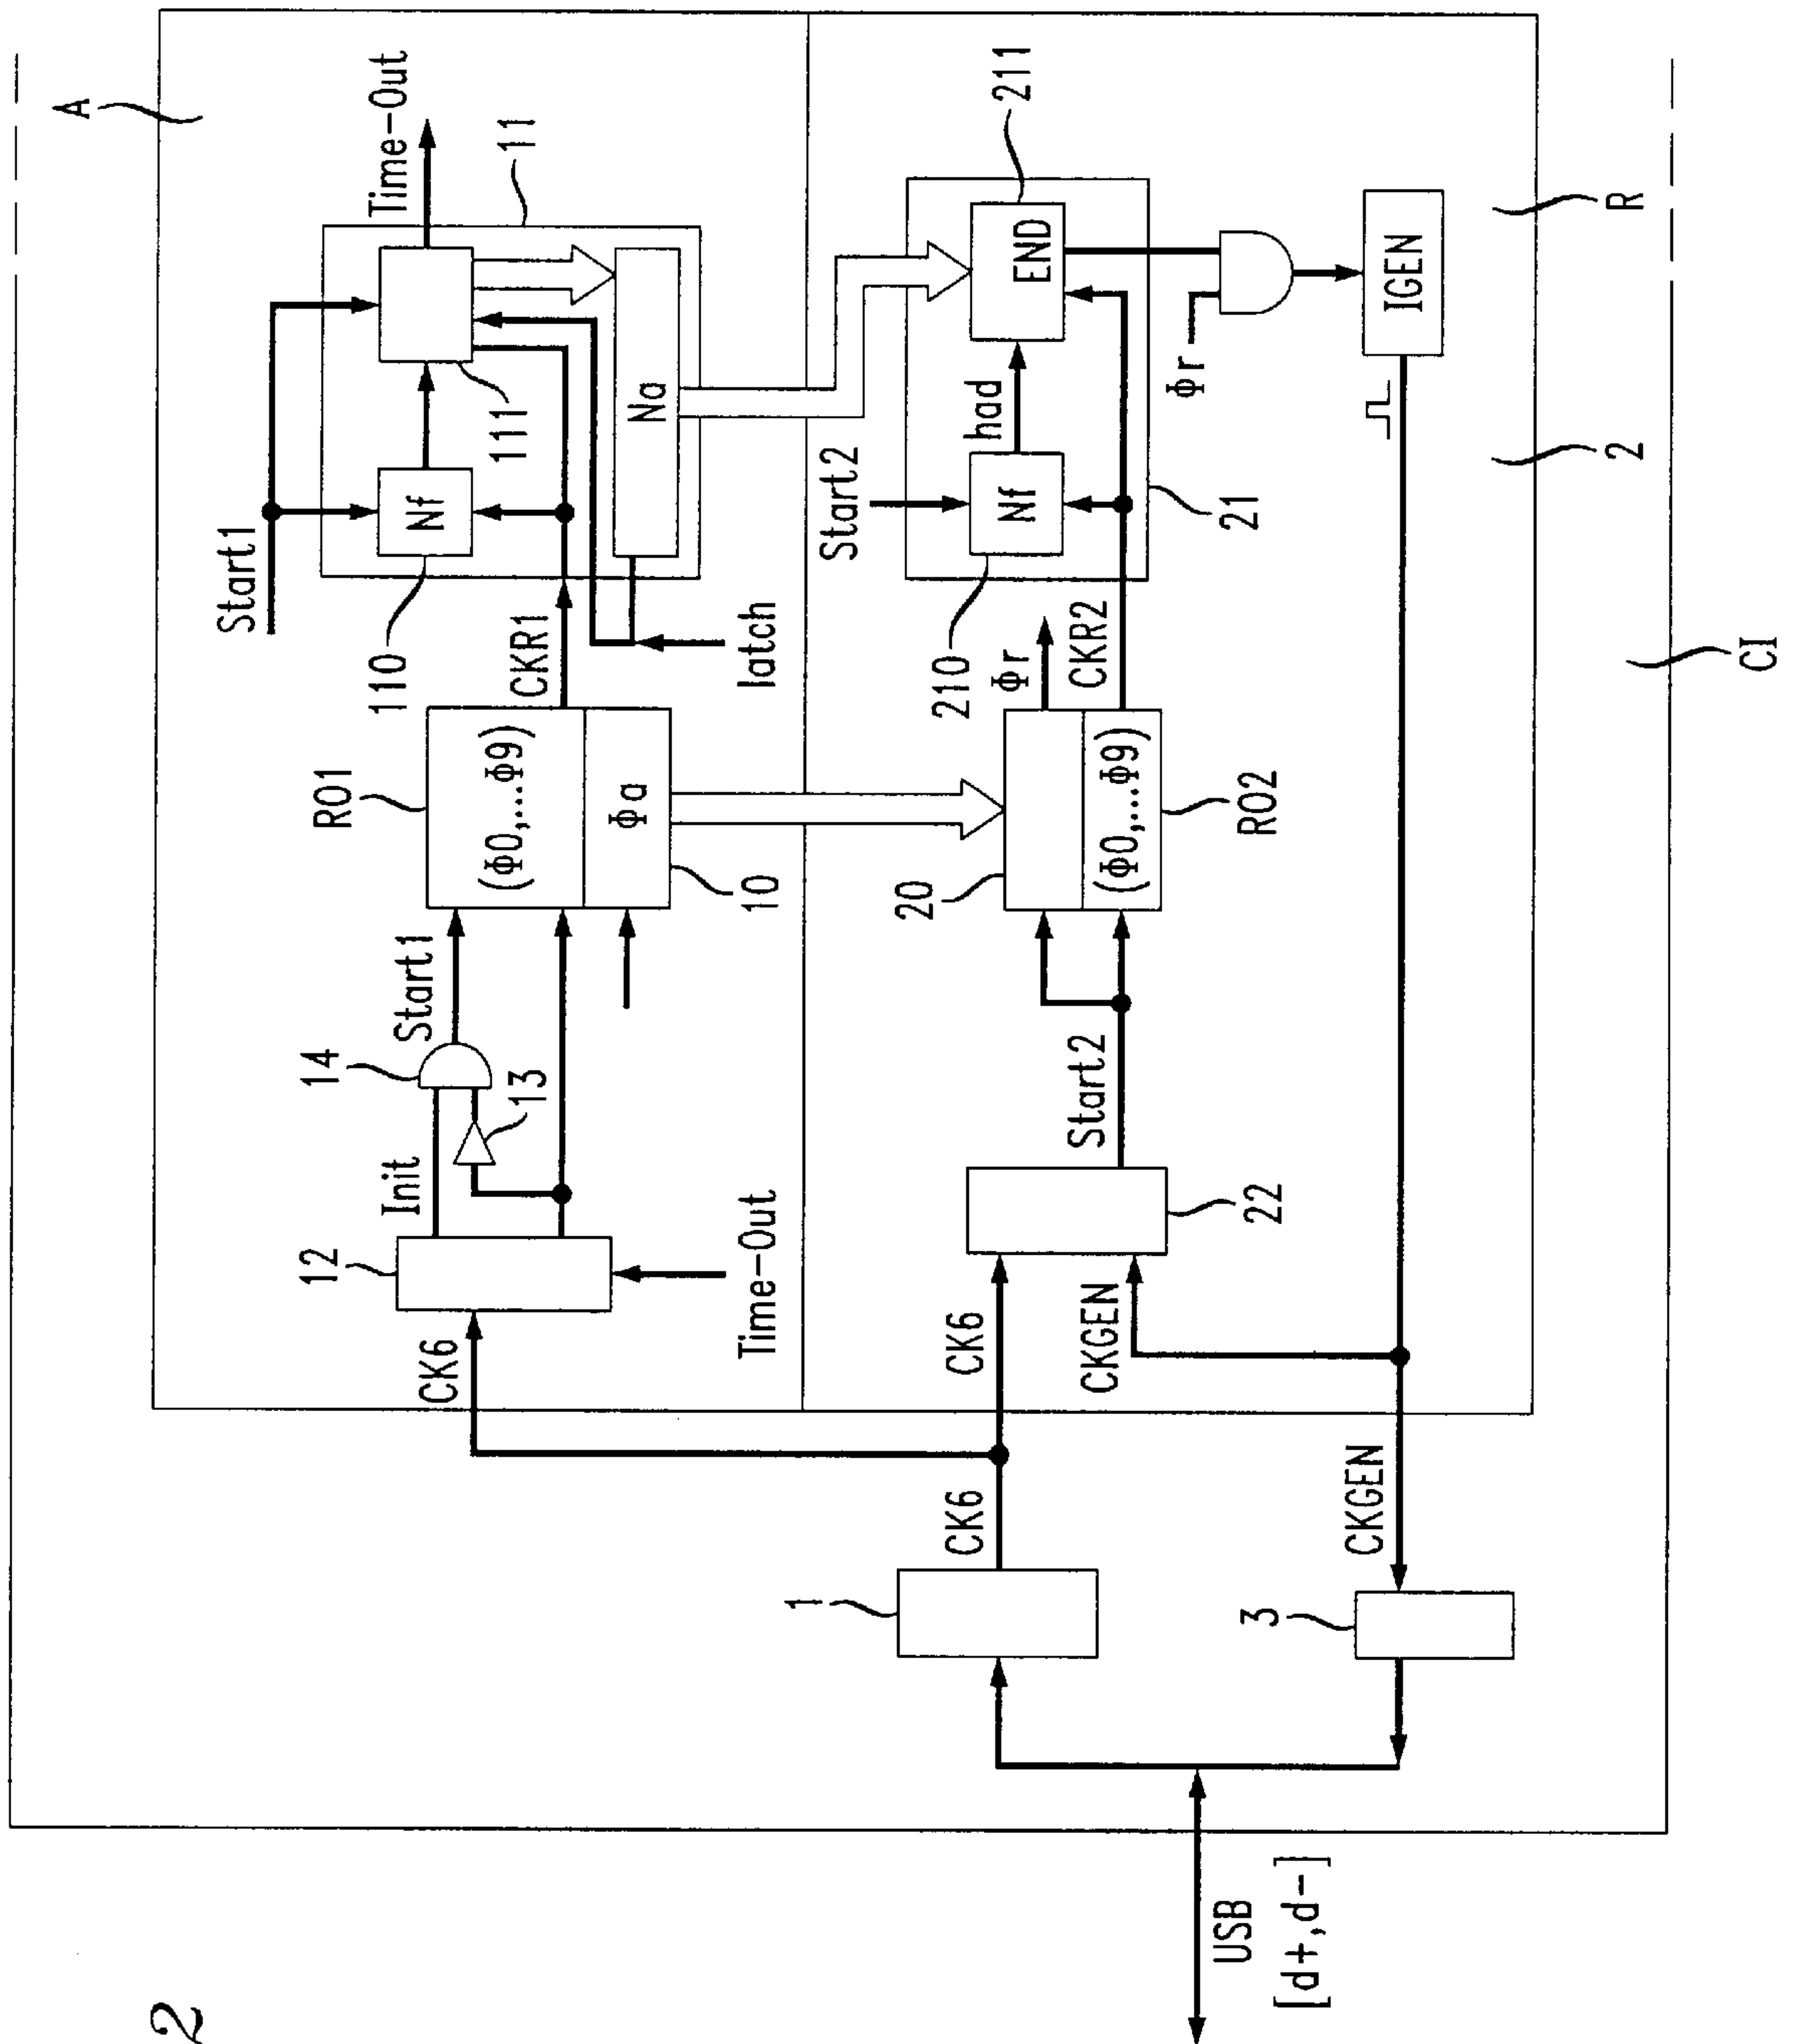 2
USB
[d+,d-]
CI
2
R
A
1
CK6
3
CKGEN
CK6
12
Init
13
14
Start1
Time-Out
RO1
(Φ0,...Φ9)
Φa
10
CKR1
latch
Start1
110
Nf
111
Na
11
Time-Out
CK6
CKGEN
22
Start2
20
(Φ0,...Φ9)
RO2
Φr
CKR2
Start2
210
Nf
had
END
211
21
Φr
IGEN